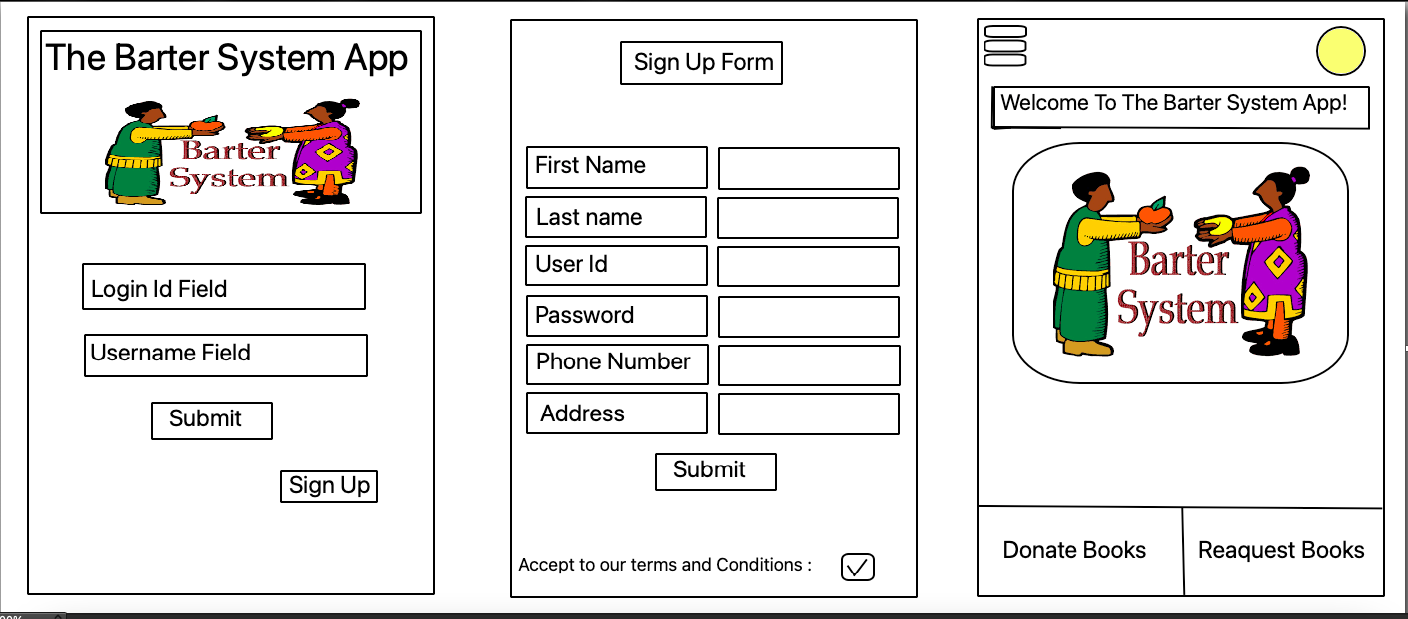 The Barter System App
Barter
System
Login Id Field
Username Field
Submit
Sign Up
Sign Up Form
First Name
Last name
User Id
Password
Phone Number
Address
Submit
Accept to our terms and Conditions :
Welcome To The Barter System App!
Barter
System
Donate Books
Reaquest Books